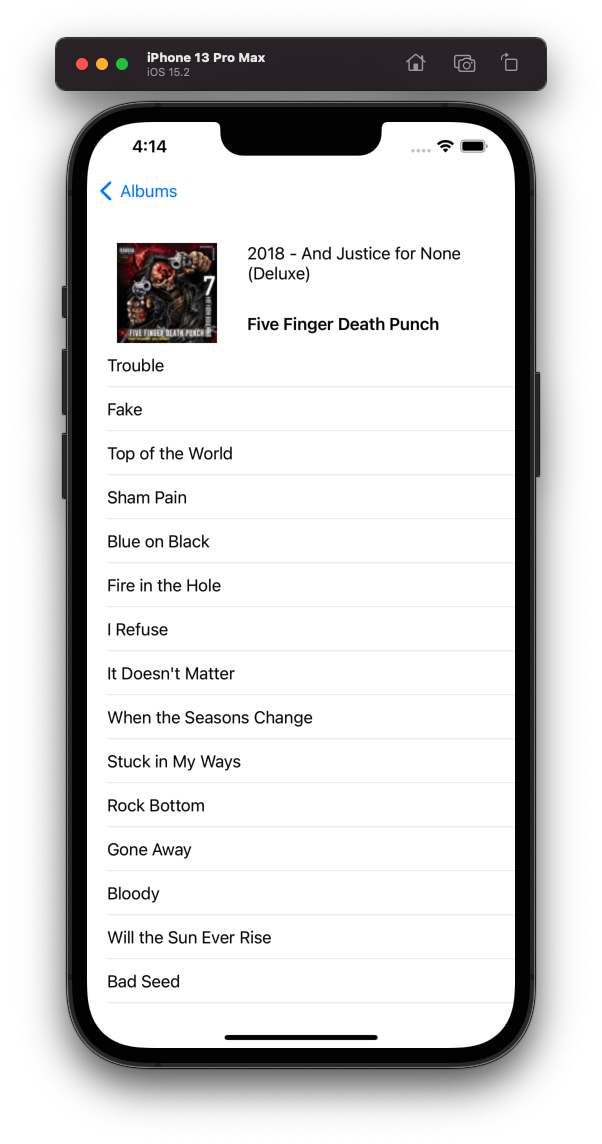 iPhone 13 Pro Max
iOS 15.2
4:14
Albums
2018 - And Justice for None
(Deluxe)
7
FIVE FINGER DEATH PUNCH
Five Finger Death Punch
Trouble
Fake
Top of the World
Sham Pain
Blue on Black
Fire in the Hole
I Refuse
It Doesn't Matter
When the Seasons Change
Stuck in My Ways
Rock Bottom
Gone Away
Bloody
Will the Sun Ever Rise
Bad Seed